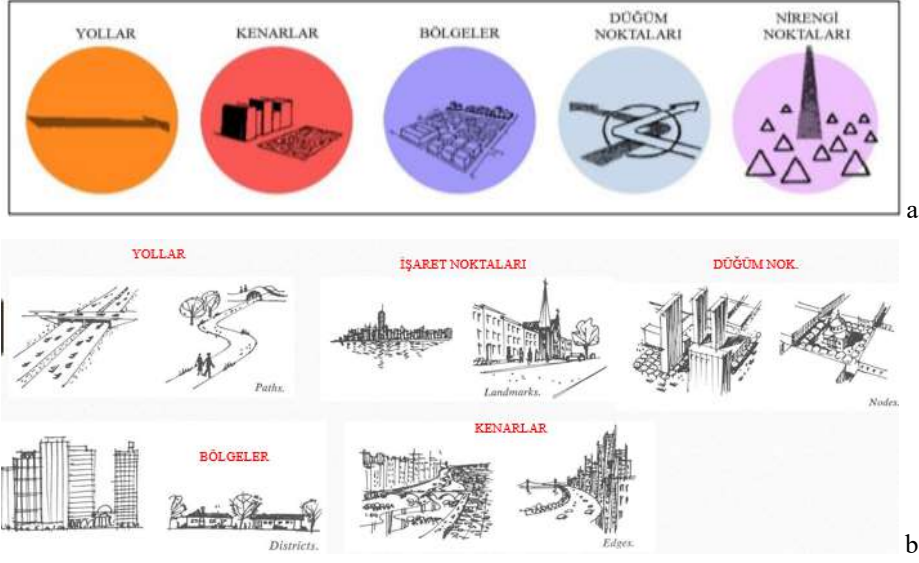 YOLLAR
KENARLAR
BÖLGELER
DÜĞÜM
NOKTALARI
NİRENGİ
NOKTALARI
a
YOLLAR
İŞARET NOKTALARI
DÜĞÜM NOK.
Paths.
Landmarks.
Nodes.
BÖLGELER
KENARLAR
Districts.
Edges.
b